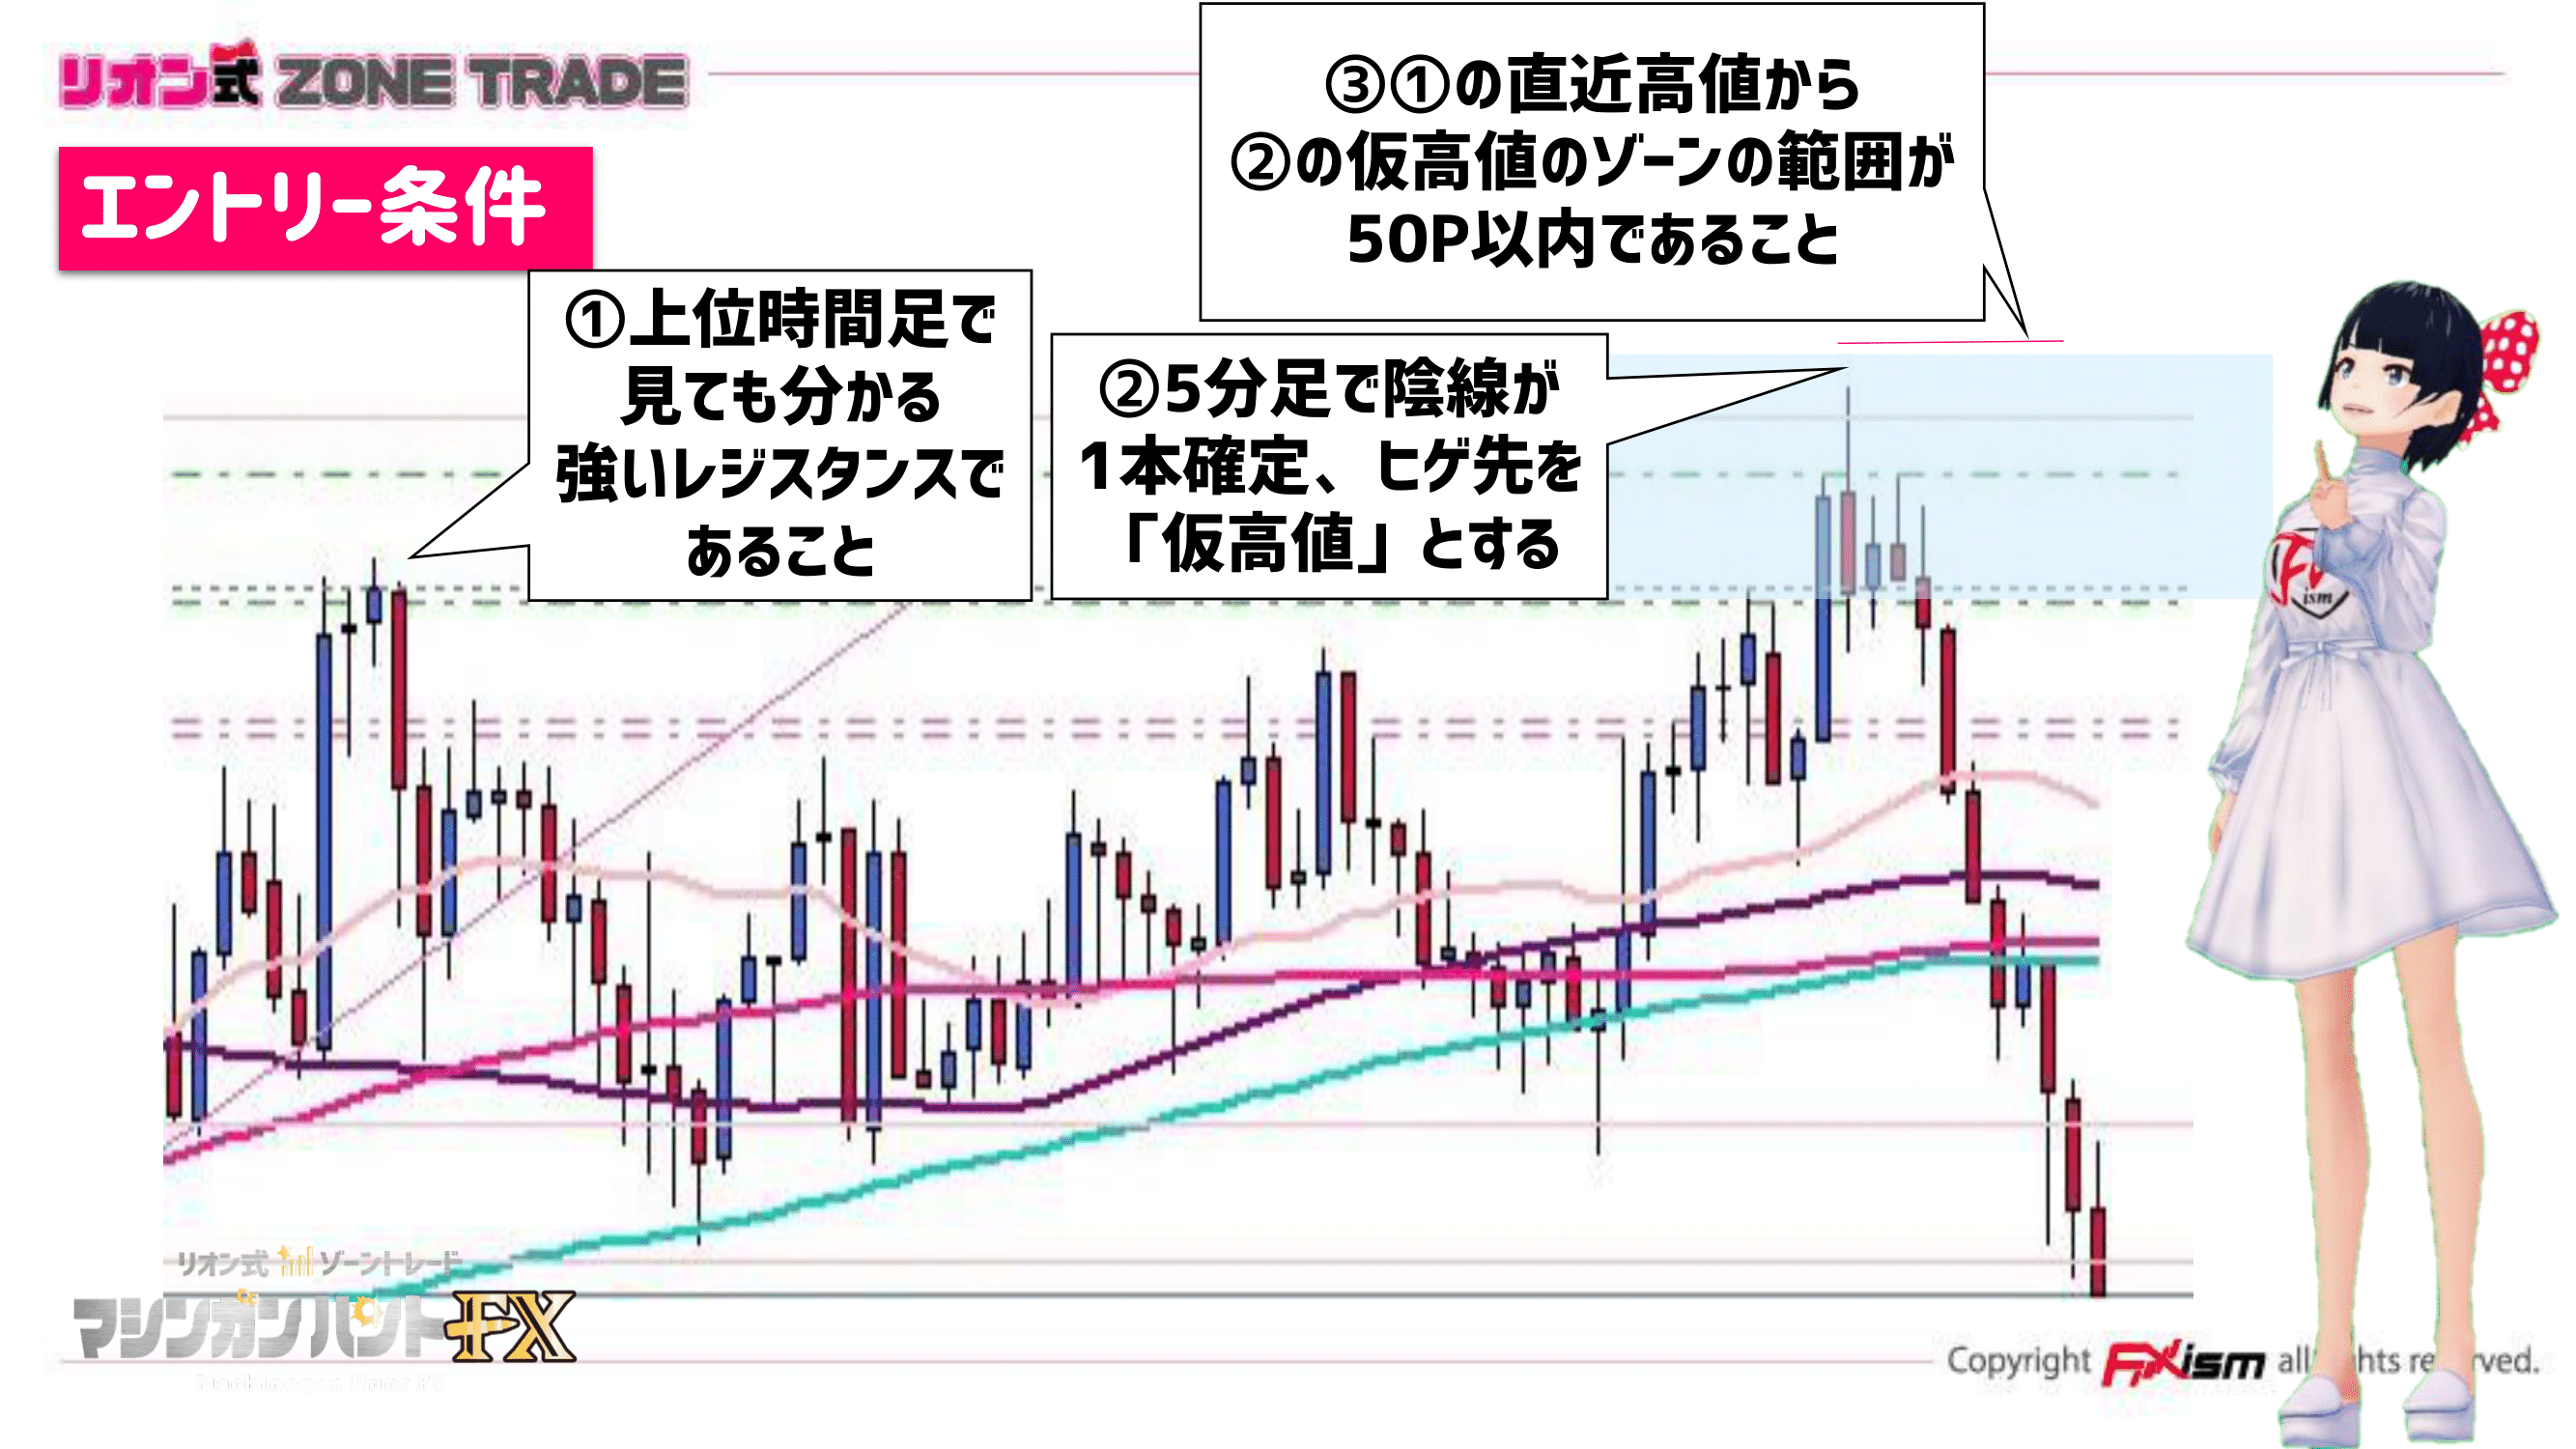 リオン式 ZONE TRADE
エントリー条件
③①の直近高値から
②の仮高値のゾーンの範囲が
50P以内であること
①上位時間足で
見ても分かる
強いレジスタンスで
あること
②5分足で陰線が
1本確定、ヒゲ先を
「仮高値」とする
ism
リオン式 ゾーントレード
マシンガンハントFX
Copyright FXism all